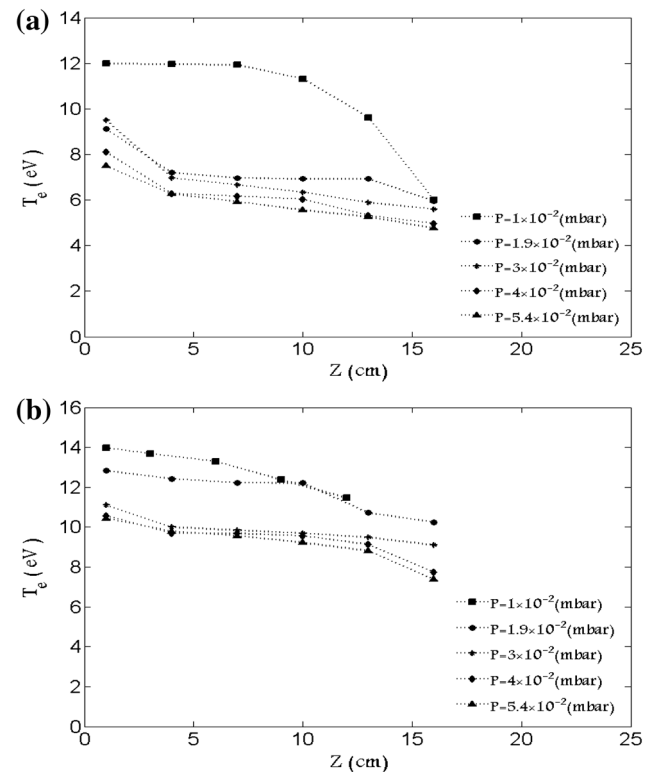 (a)
14
12
10
8
6
4
2
0
T_e (eV)
P=1×10⁻²(mbar)
P=1.9×10⁻²(mbar)
P=3×10⁻²(mbar)
P=4×10⁻²(mbar)
P=5.4×10⁻²(mbar)
0 5 10 15 20 25
Z (cm)
(b)
16
14
12
10
8
6
4
2
0
T_e (eV)
P=1×10⁻²(mbar)
P=1.9×10⁻²(mbar)
P=3×10⁻²(mbar)
P=4×10⁻²(mbar)
P=5.4×10⁻²(mbar)
0 5 10 15 20 25
Z (cm)